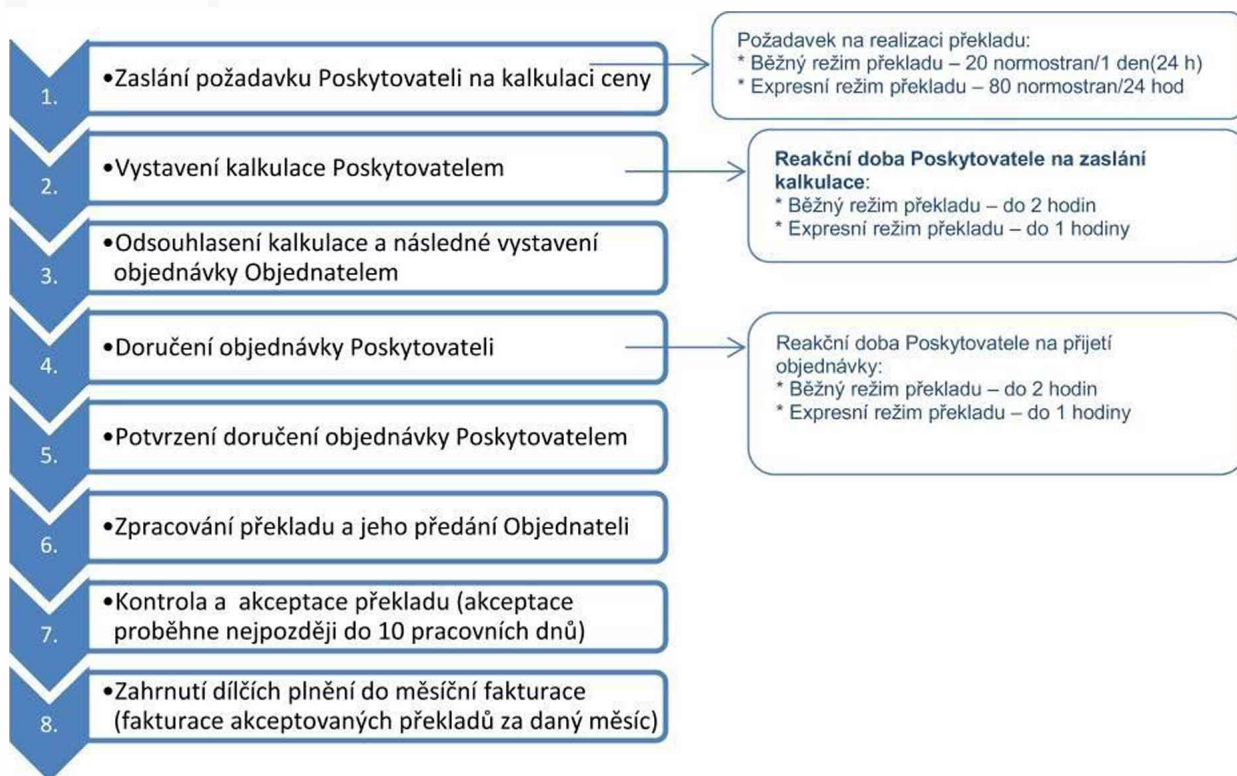 1.
•Zaslání požadavku Poskytovateli na kalkulaci ceny
Požadavek na realizaci překladu:
* Běžný režim překladu – 20 normostran/1 den(24 h)
* Expresní režim překladu – 80 normostran/24 hod
2.
•Vystavení kalkulace Poskytovatelem
Reakční doba Poskytovatele na zaslání
kalkulace:
* Běžný režim překladu – do 2 hodin
* Expresní režim překladu – do 1 hodiny
3.
•Odsouhlasení kalkulace a následné vystavení
objednávky Objednatelem
4.
•Doručení objednávky Poskytovateli
Reakční doba Poskytovatele na přijetí
objednávky:
* Běžný režim překladu – do 2 hodin
* Expresní režim překladu – do 1 hodiny
5.
•Potvrzení doručení objednávky Poskytovatelem
6.
•Zpracování překladu a jeho předání Objednateli
7.
•Kontrola a  akceptace překladu (akceptace
proběhne nejpozději do 10 pracovních dnů)
8.
•Zahrnutí dílčích plnění do měsíční fakturace
(fakturace akceptovaných překladů za daný měsíc)